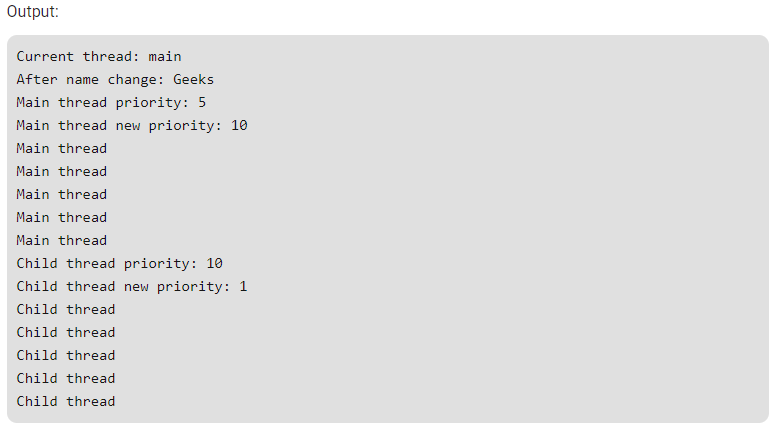 Output:
Current thread: main
After name change: Geeks
Main thread priority: 5
Main thread new priority: 10
Main thread
Main thread
Main thread
Main thread
Main thread
Child thread priority: 10
Child thread new priority: 1
Child thread
Child thread
Child thread
Child thread
Child thread